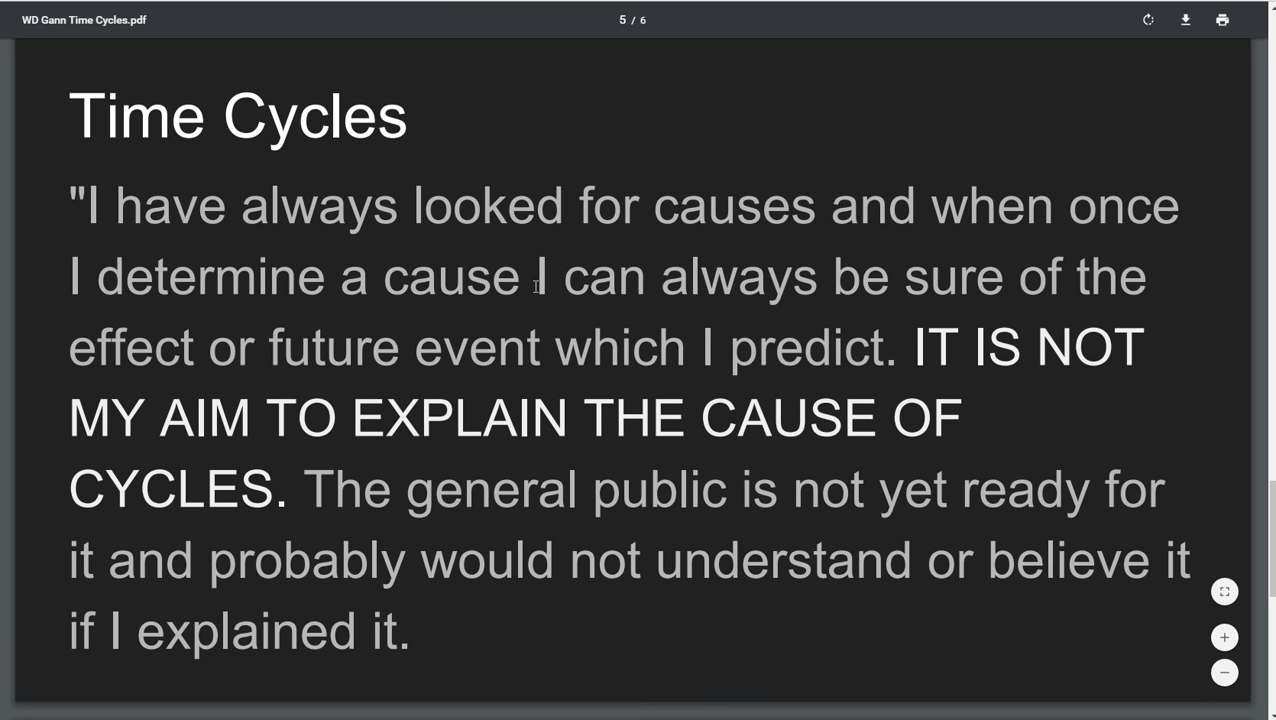 WD Gann Time Cycles.pdf
5 / 6
Time Cycles
"I have always looked for causes and when once
I determine a cause I can always be sure of the
effect or future event which I predict. IT IS NOT
MY AIM TO EXPLAIN THE CAUSE OF
CYCLES. The general public is not yet ready for
it and probably would not understand or believe it
if I explained it.